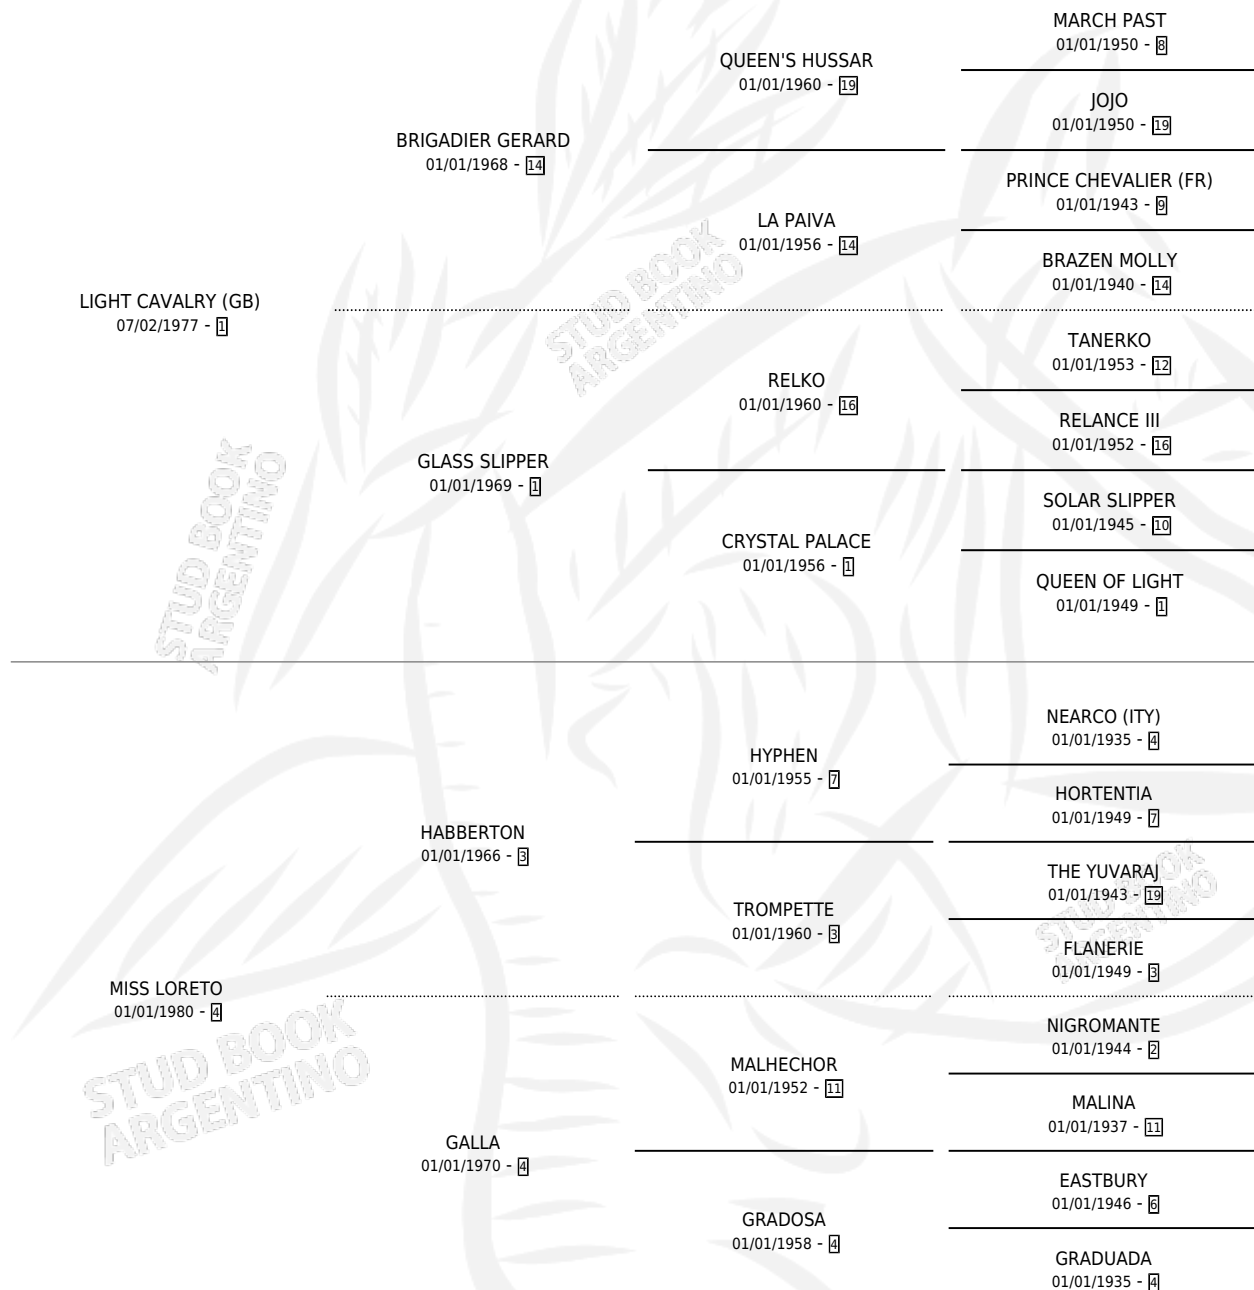 MARCH PAST
01/01/1950 - 8
QUEEN'S HUSSAR
01/01/1960 - 19
JOJO
01/01/1950 - 19
BRIGADIER GERARD
01/01/1968 - 14
PRINCE CHEVALIER (FR)
01/01/1943 - 9
LA PAIVA
01/01/1956 - 14
BRAZEN MOLLY
01/01/1940 - 14
LIGHT CAVALRY (GB)
07/02/1977 - 1
TANERKO
01/01/1953 - 12
RELKO
01/01/1960 - 16
RELANCE III
01/01/1952 - 16
GLASS SLIPPER
01/01/1969 - 1
SOLAR SLIPPER
01/01/1945 - 10
CRYSTAL PALACE
01/01/1956 - 1
QUEEN OF LIGHT
01/01/1949 - 1
NEARCO (ITY)
01/01/1935 - 4
HYPHEN
01/01/1955 - 7
HORTENTIA
01/01/1949 - 7
HABBERTON
01/01/1966 - 3
THE YUVARAJ
01/01/1943 - 19
TROMPETTE
01/01/1960 - 3
FLANERIE
01/01/1949 - 3
MISS LORETO
01/01/1980 - 4
NIGROMANTE
01/01/1944 - 2
MALHECHOR
01/01/1952 - 11
MALINA
01/01/1937 - 11
GALLA
01/01/1970 - 4
EASTBURY
01/01/1946 - 6
GRADOSA
01/01/1958 - 4
GRADUADA
01/01/1935 - 4
STUD BOOK
ARGENTINO
STUD BOOK
ARGENTINO
STUD BOOK
ARGENTINO
STUD BOOK
ARGENTINO